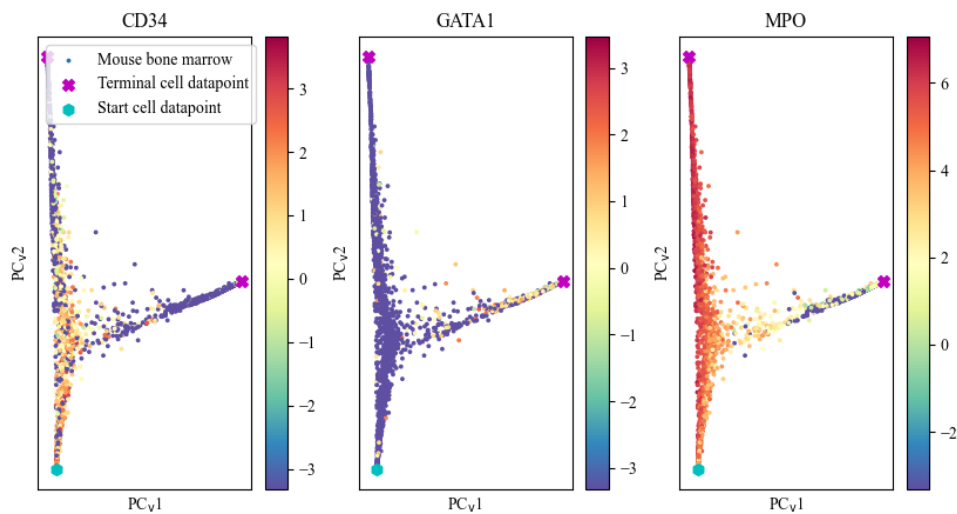 CD34
GATA1
MPO
Mouse bone marrow
Terminal cell datapoint
Start cell datapoint
3
2
1
0
−1
−2
−3
3
2
1
0
−1
−2
−3
6
4
2
0
−2
PCv2
PCv2
PCv2
PCv1
PCv1
PCv1